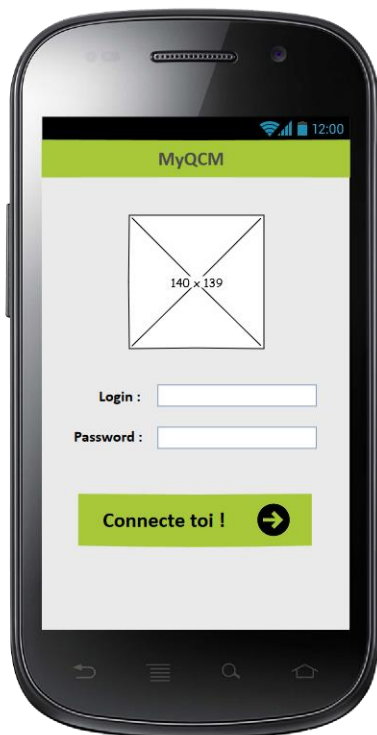 12:00
MyQCM
140 x 139
Login :
Password :
Connecte toi !